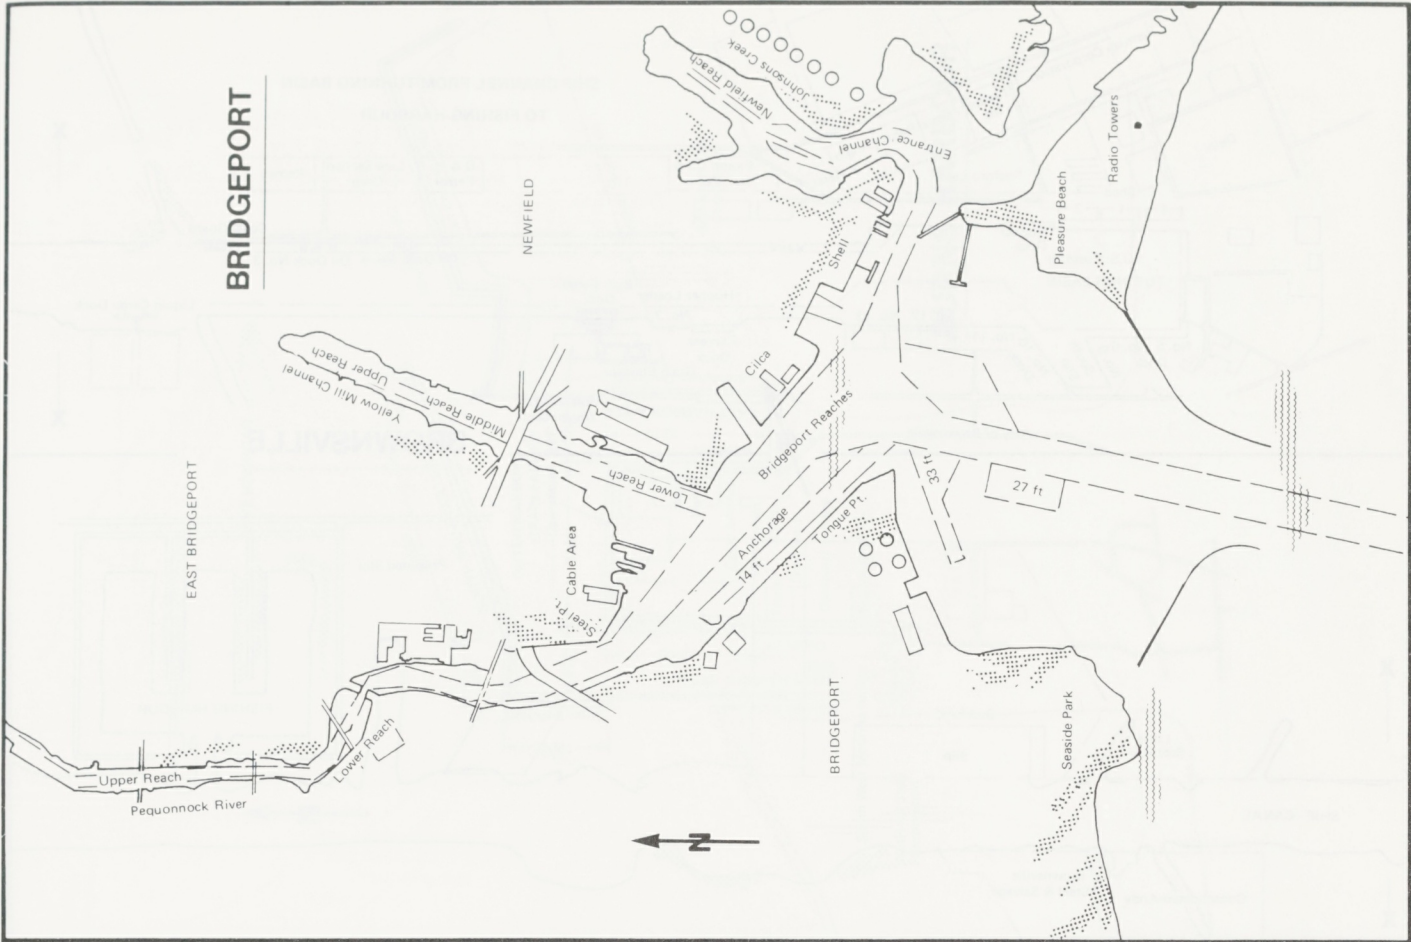 BRIDGEPORT
NEWFIELD
EAST BRIDGEPORT
Newfield Reach
Johnsons Creek
Entrance Channel
Radio Towers
Pleasure Beach
Shell
Cilca
Upper Reach
Yellow Mill Channel
Middle Reach
Lower Reach
Bridgeport Reaches
Anchorage
14 ft
Tongue Pt.
33 ft
27 ft
Cable Area
Steel Pt.
Lower Reach
Upper Reach
Pequonnock River
BRIDGEPORT
Seaside Park
N